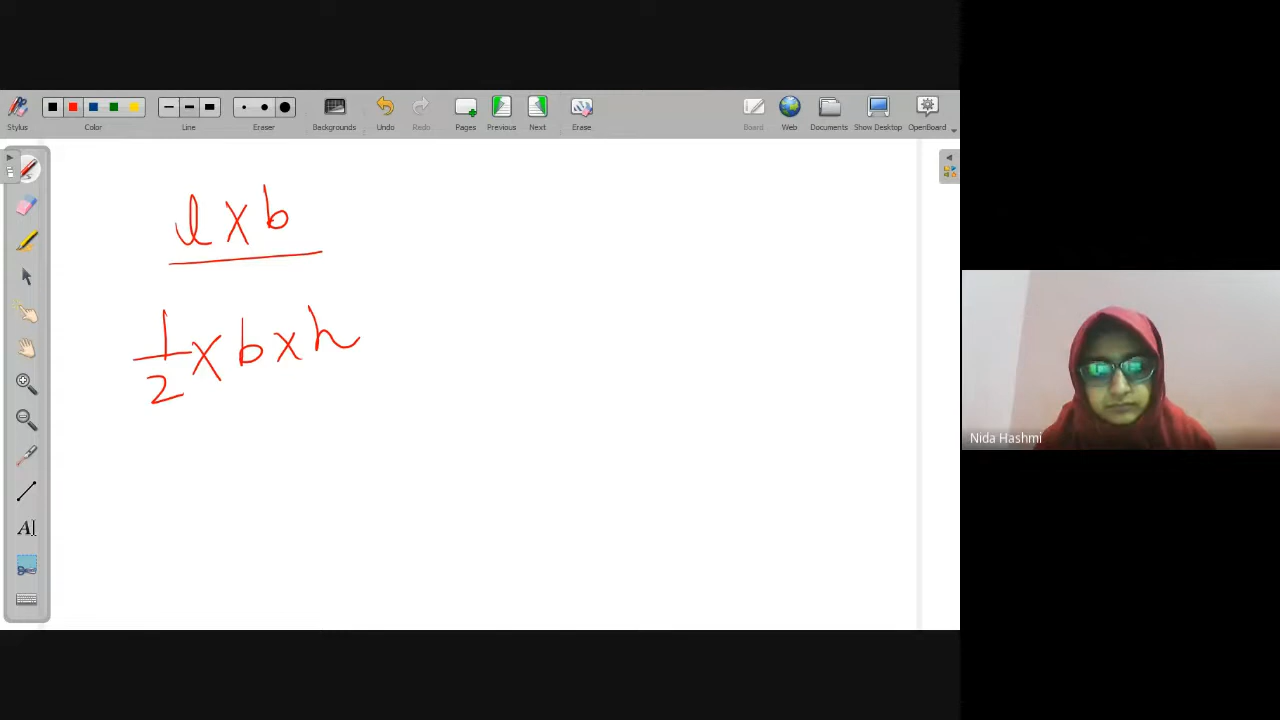 Stylus Color Line Eraser Backgrounds Undo Redo Pages Previous Next Erase Board Web Documents Show Desktop OpenBoard
l x b
1/2 x b x h
A
Nida Hashmi